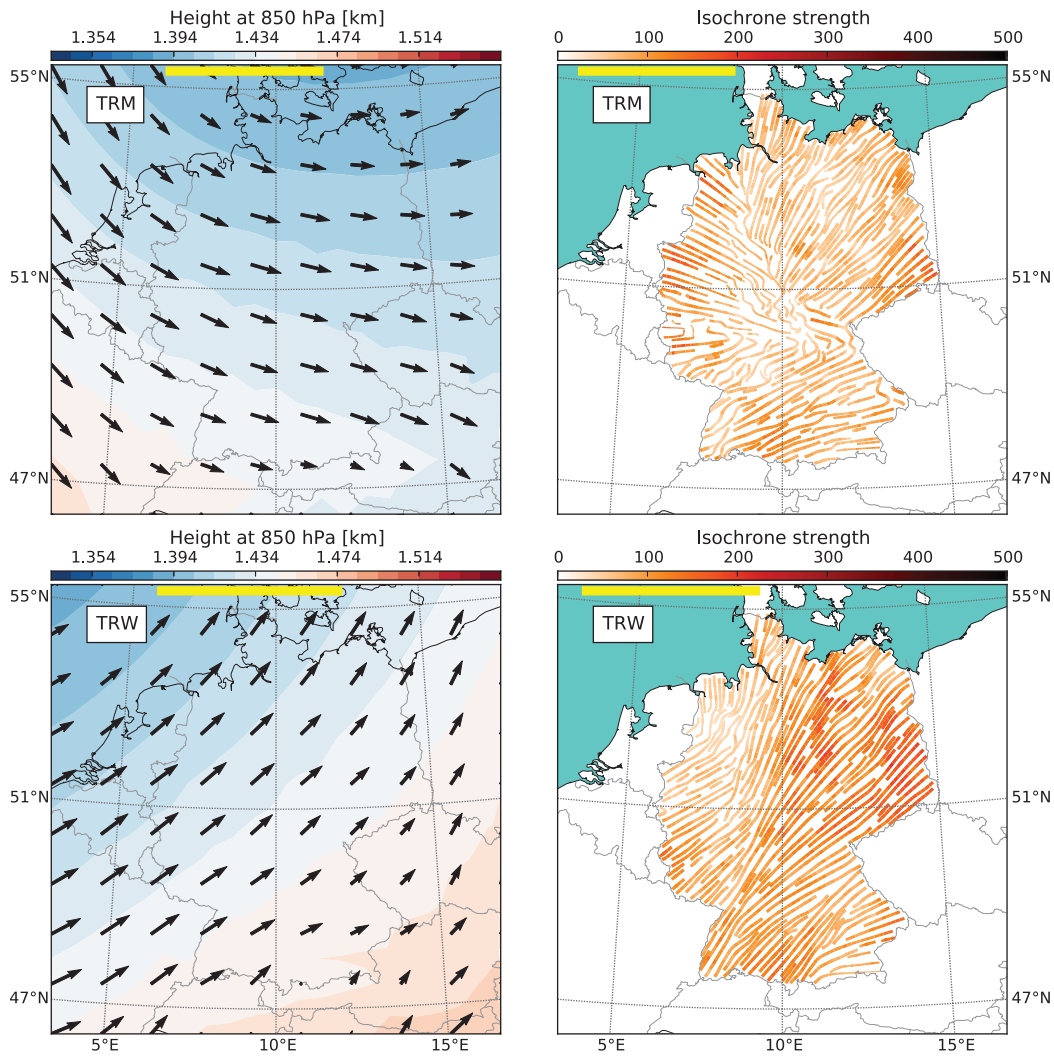 Height at 850 hPa [km]
1.354 1.394 1.434 1.474 1.514
Isochrone strength
0 100 200 300 400 500
55°N TRM TRM 55°N
51°N 51°N
47°N 47°N
Height at 850 hPa [km]
1.354 1.394 1.434 1.474 1.514
Isochrone strength
0 100 200 300 400 500
55°N TRW TRW 55°N
51°N 51°N
47°N 47°N
5°E 10°E 15°E 5°E 10°E 15°E